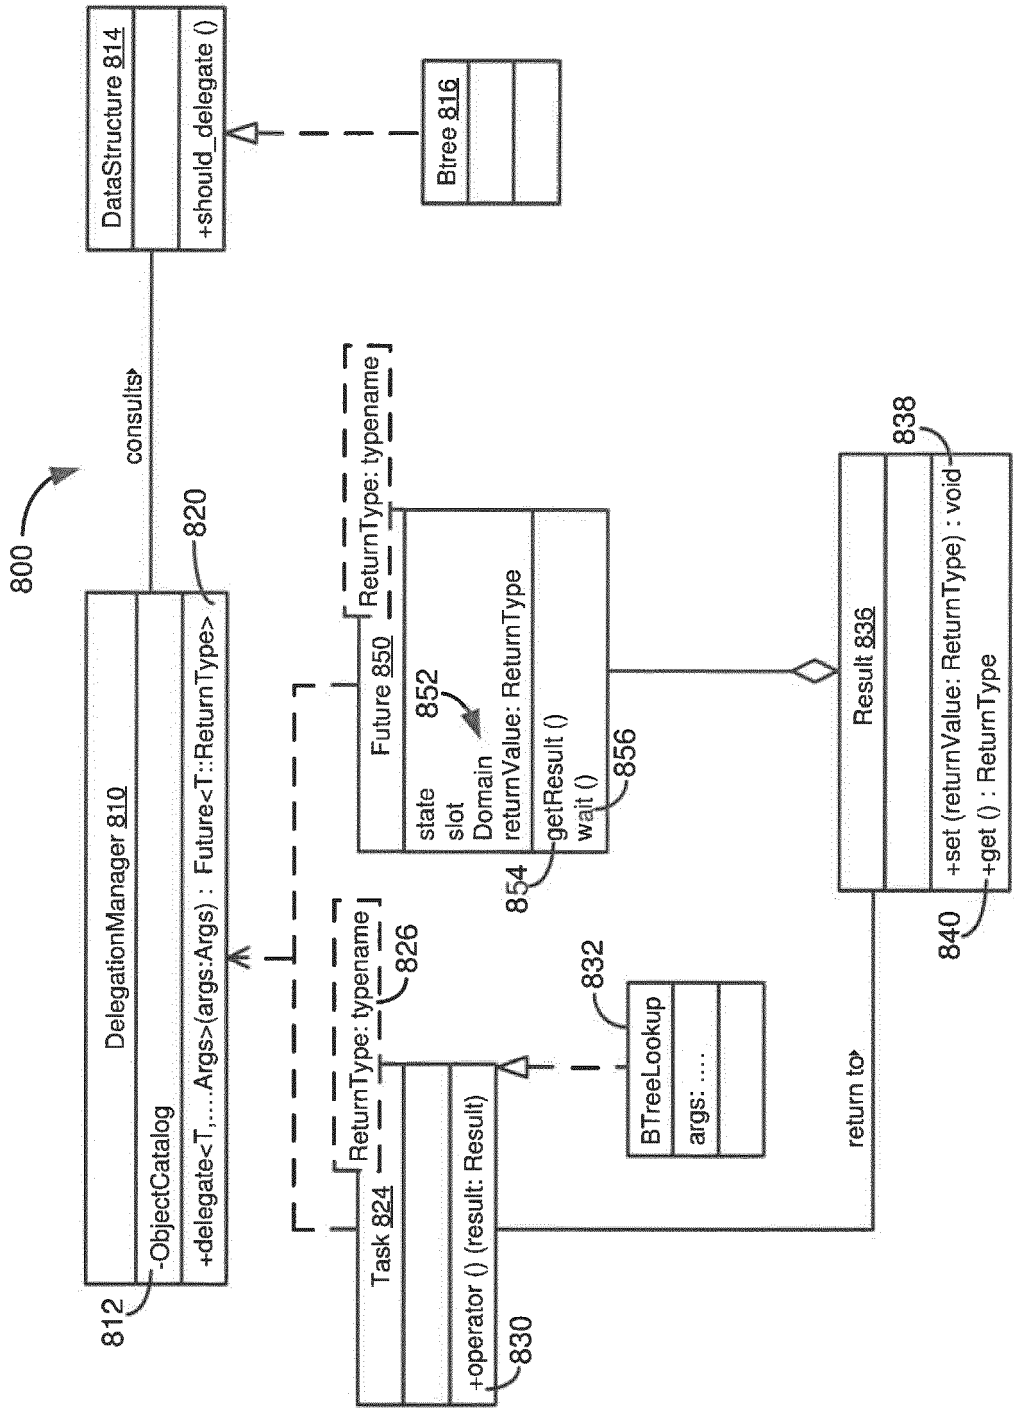 800
DelegationManager 810
812
-ObjectCatalog
+delegate<T,....Args>(args:Args) : Future<T::ReturnType>
820
consults
DataStructure 814
+should_delegate ()
Btree 816
Task 824
ReturnType: typename
826
+operator () (result: Result)
830
BTreeLookup
832
args: ....
Future 850
ReturnType: typename
852
state
slot
Domain
returnValue: ReturnType
getResult ()
wait ()
854
856
return to
Result 836
+set (returnValue: ReturnType) : void
+get () : ReturnType
838
840